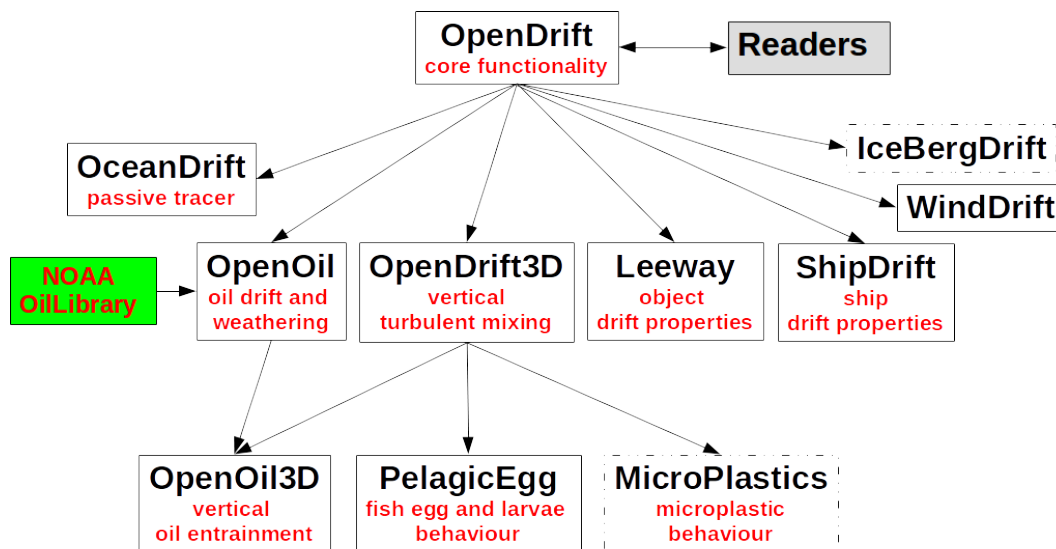 OpenDrift
core functionality
Readers
IceBergDrift
OceanDrift
passive tracer
WindDrift
NOAA
OilLibrary
OpenOil
oil drift and
weathering
OpenDrift3D
vertical
turbulent mixing
Leeway
object
drift properties
ShipDrift
ship
drift properties
OpenOil3D
vertical
oil entrainment
PelagicEgg
fish egg and larvae
behaviour
MicroPlastics
microplastic
behaviour